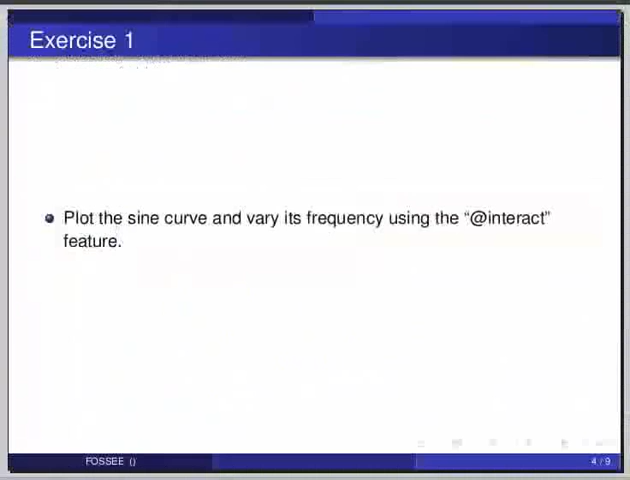 Exercise 1
Plot the sine curve and vary its frequency using the “@interact”
feature.
FOSSEE ()
4 / 9